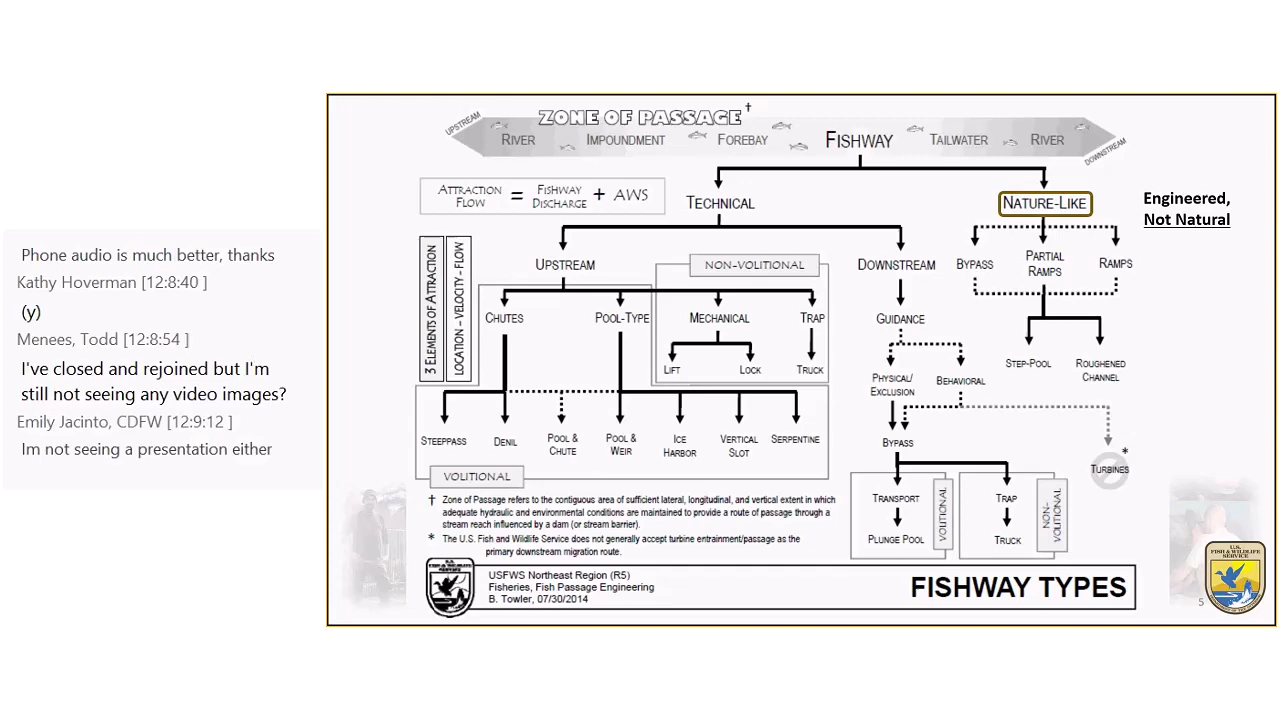 Phone audio is much better, thanks
Kathy Hoverman [12:8:40 ]
(y)
Menees, Todd [12:8:54 ]
I've closed and rejoined but I'm
still not seeing any video images?
Emily Jacinto, CDFW [12:9:12 ]
Im not seeing a presentation either
ZONE OF PASSAGE †
UPSTREAM
RIVER IMPOUNDMENT FOREBAY FISHWAY TAILWATER RIVER
DOWNSTREAM
ATTRACTION FLOW = FISHWAY DISCHARGE + AWS
TECHNICAL
NATURE-LIKE
Engineered,
Not Natural
3 ELEMENTS OF ATTRACTION
LOCATION – VELOCITY – FLOW
UPSTREAM
NON-VOLITIONAL
DOWNSTREAM
BYPASS
PARTIAL
RAMPS
RAMPS
CHUTES
POOL-TYPE
MECHANICAL
TRAP
GUIDANCE
LIFT
LOCK
TRUCK
STEP-POOL
ROUGHENED
CHANNEL
PHYSICAL/
EXCLUSION
BEHAVIORAL
STEEPPASS
DENIL
POOL &
CHUTE
POOL &
WEIR
ICE
HARBOR
VERTICAL
SLOT
SERPENTINE
BYPASS
*
TURBINES
VOLITIONAL
TRANSPORT
PLUNGE POOL
VOLITIONAL
TRAP
TRUCK
NON-
VOLITIONAL
† Zone of Passage refers to the contiguous area of sufficient lateral, longitudinal, and vertical extent in which
adequate hydraulic and environmental conditions are maintained to provide a route of passage through a
stream reach influenced by a dam (or stream barrier).
* The U.S. Fish and Wildlife Service does not generally accept turbine entrainment/passage as the
primary downstream migration route.
USFWS Northeast Region (R5)
Fisheries, Fish Passage Engineering
B. Towler, 07/30/2014
FISHWAY TYPES
5
U.S.
FISH & WILDLIFE
SERVICE